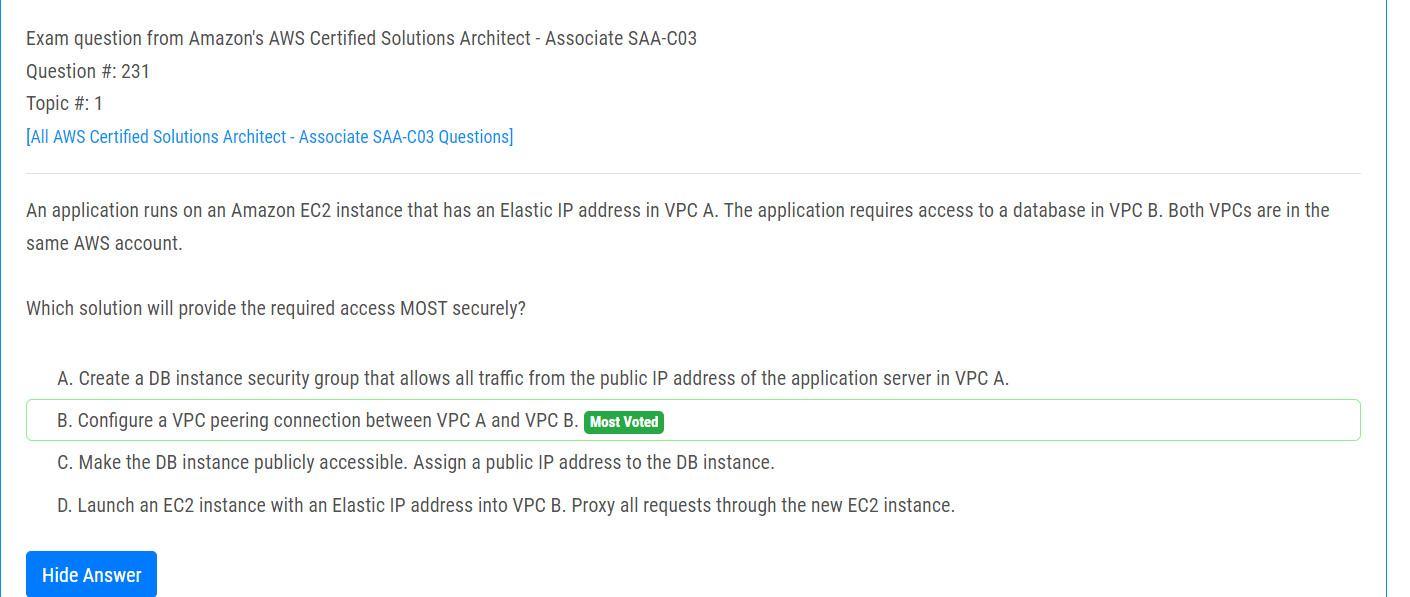 Exam question from Amazon's AWS Certified Solutions Architect - Associate SAA-C03
Question #: 231
Topic #: 1
[All AWS Certified Solutions Architect - Associate SAA-C03 Questions]
An application runs on an Amazon EC2 instance that has an Elastic IP address in VPC A. The application requires access to a database in VPC B. Both VPCs are in the
same AWS account.
Which solution will provide the required access MOST securely?
A. Create a DB instance security group that allows all traffic from the public IP address of the application server in VPC A.
B. Configure a VPC peering connection between VPC A and VPC B. Most Voted
C. Make the DB instance publicly accessible. Assign a public IP address to the DB instance.
D. Launch an EC2 instance with an Elastic IP address into VPC B. Proxy all requests through the new EC2 instance.
Hide Answer